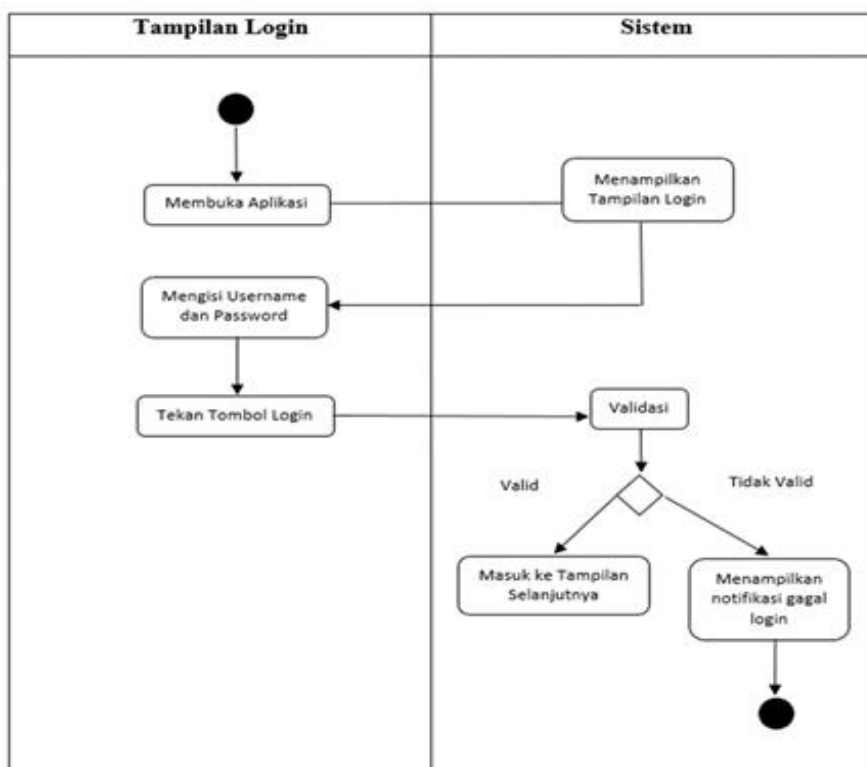 Tampilan Login
Sistem
Membuka Aplikasi
Menampilkan
Tampilan Login
Mengisi Username
dan Password
Tekan Tombol Login
Validasi
Valid
Tidak Valid
Masuk ke Tampilan
Selanjutnya
Menampilkan
notifikasi gagal
login